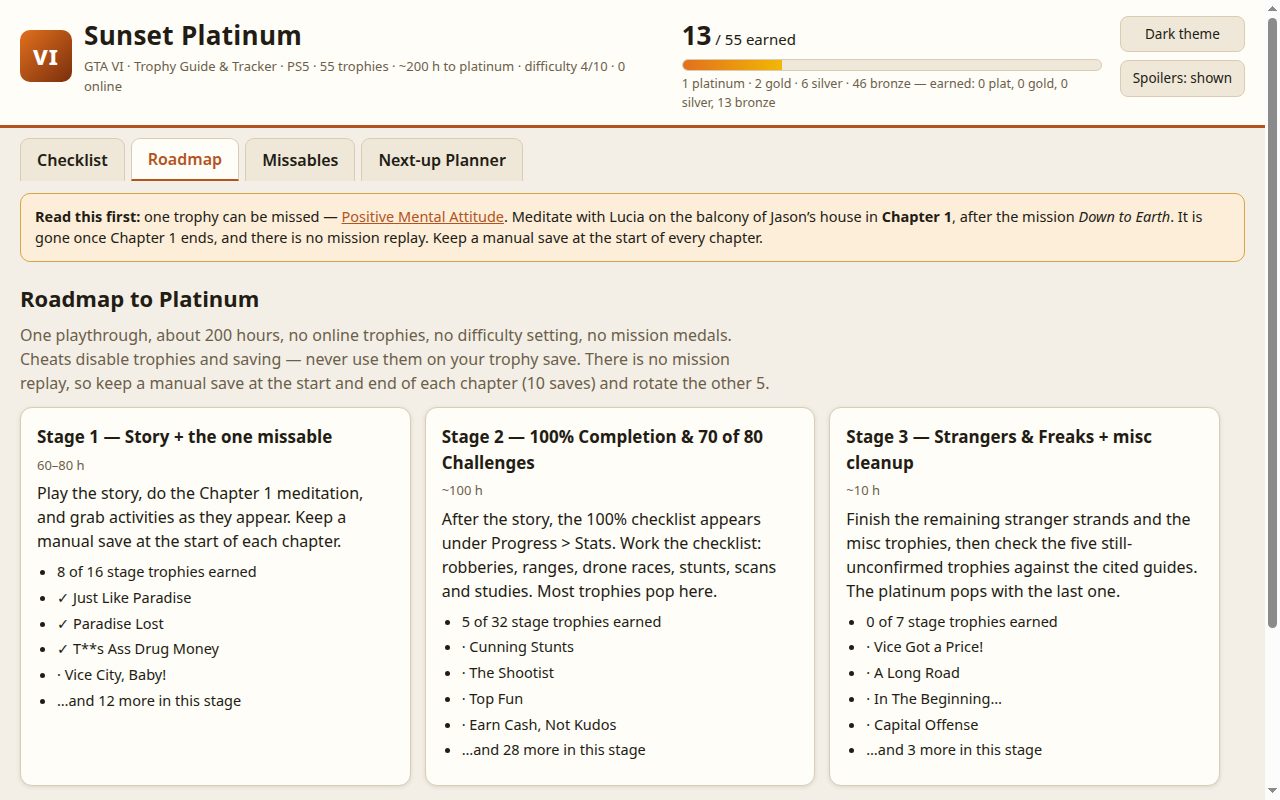 VI
Sunset Platinum
GTA VI · Trophy Guide & Tracker · PS5 · 55 trophies · ~200 h to platinum · difficulty 4/10 · 0
online
13 / 55 earned
1 platinum · 2 gold · 6 silver · 46 bronze — earned: 0 plat, 0 gold, 0
silver, 13 bronze
Dark theme
Spoilers: shown
Checklist
Roadmap
Missables
Next-up Planner
Read this first: one trophy can be missed — Positive Mental Attitude. Meditate with Lucia on the balcony of Jason’s house in Chapter 1, after the mission Down to Earth. It is
gone once Chapter 1 ends, and there is no mission replay. Keep a manual save at the start of every chapter.
Roadmap to Platinum
One playthrough, about 200 hours, no online trophies, no difficulty setting, no mission medals.
Cheats disable trophies and saving — never use them on your trophy save. There is no mission
replay, so keep a manual save at the start and end of each chapter (10 saves) and rotate the other 5.
Stage 1 — Story + the one missable
60–80 h
Play the story, do the Chapter 1 meditation,
and grab activities as they appear. Keep a
manual save at the start of each chapter.
• 8 of 16 stage trophies earned
• ✓ Just Like Paradise
• ✓ Paradise Lost
• ✓ T**s Ass Drug Money
• · Vice City, Baby!
• …and 12 more in this stage
Stage 2 — 100% Completion & 70 of 80
Challenges
~100 h
After the story, the 100% checklist appears
under Progress > Stats. Work the checklist:
robberies, ranges, drone races, stunts, scans
and studies. Most trophies pop here.
• 5 of 32 stage trophies earned
• · Cunning Stunts
• · The Shootist
• · Top Fun
• · Earn Cash, Not Kudos
• …and 28 more in this stage
Stage 3 — Strangers & Freaks + misc
cleanup
~10 h
Finish the remaining stranger strands and the
misc trophies, then check the five still-
unconfirmed trophies against the cited guides.
The platinum pops with the last one.
• 0 of 7 stage trophies earned
• · Vice Got a Price!
• · A Long Road
• · In The Beginning…
• · Capital Offense
• …and 3 more in this stage